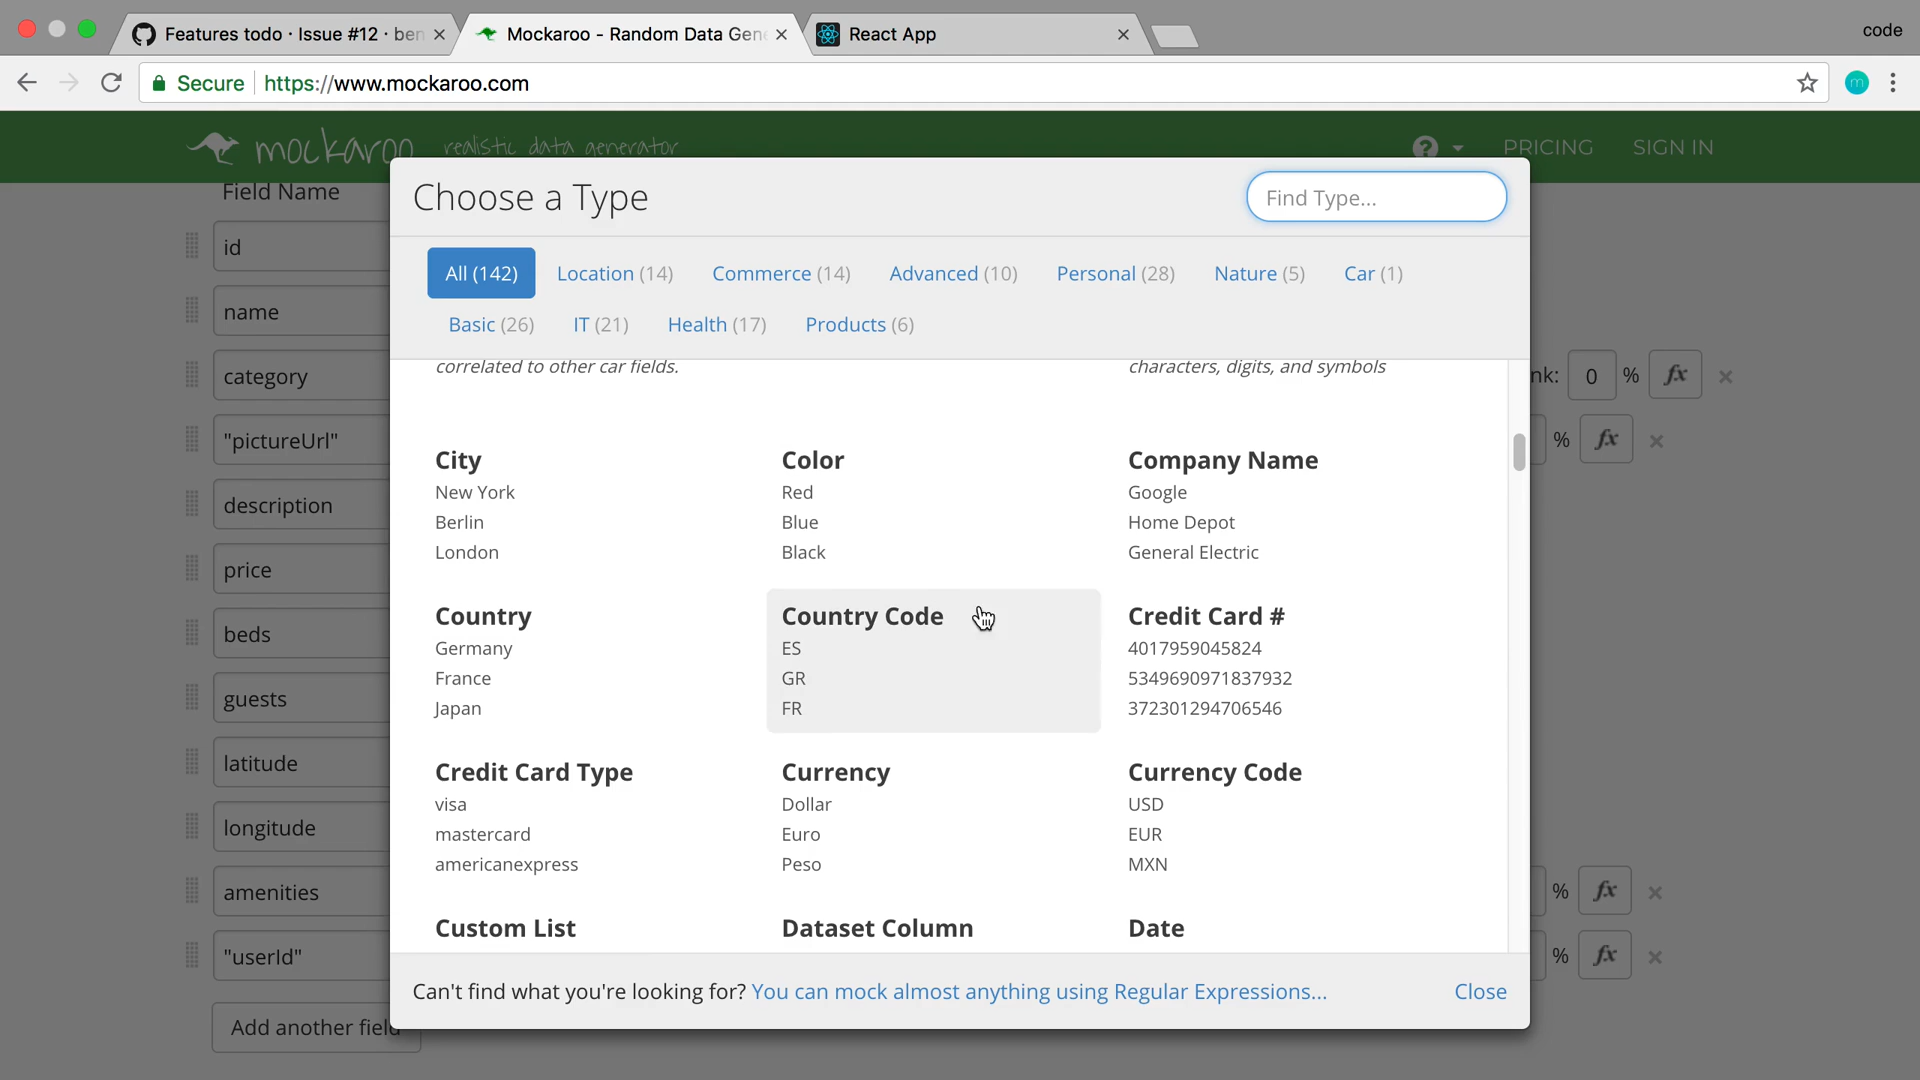 Features todo · Issue #12 · ben
Mockaroo - Random Data Gene
React App
code
Secure
https://www.mockaroo.com
mockaroo realistic data generator
PRICING
SIGN IN
Field Name
Choose a Type
Find Type...
All (142)
Location (14)
Commerce (14)
Advanced (10)
Personal (28)
Nature (5)
Car (1)
Basic (26)
IT (21)
Health (17)
Products (6)
id
name
category
"pictureUrl"
description
price
beds
guests
latitude
longitude
amenities
"userId"
Add another field
correlated to other car fields.
characters, digits, and symbols
City
New York
Berlin
London
Color
Red
Blue
Black
Company Name
Google
Home Depot
General Electric
Country
Germany
France
Japan
Country Code
ES
GR
FR
Credit Card #
4017959045824
5349690971837932
372301294706546
Credit Card Type
visa
mastercard
americanexpress
Currency
Dollar
Euro
Peso
Currency Code
USD
EUR
MXN
Custom List
Dataset Column
Date
nk: 0 % fx
% fx
% fx
% fx
Can't find what you're looking for? You can mock almost anything using Regular Expressions...
Close